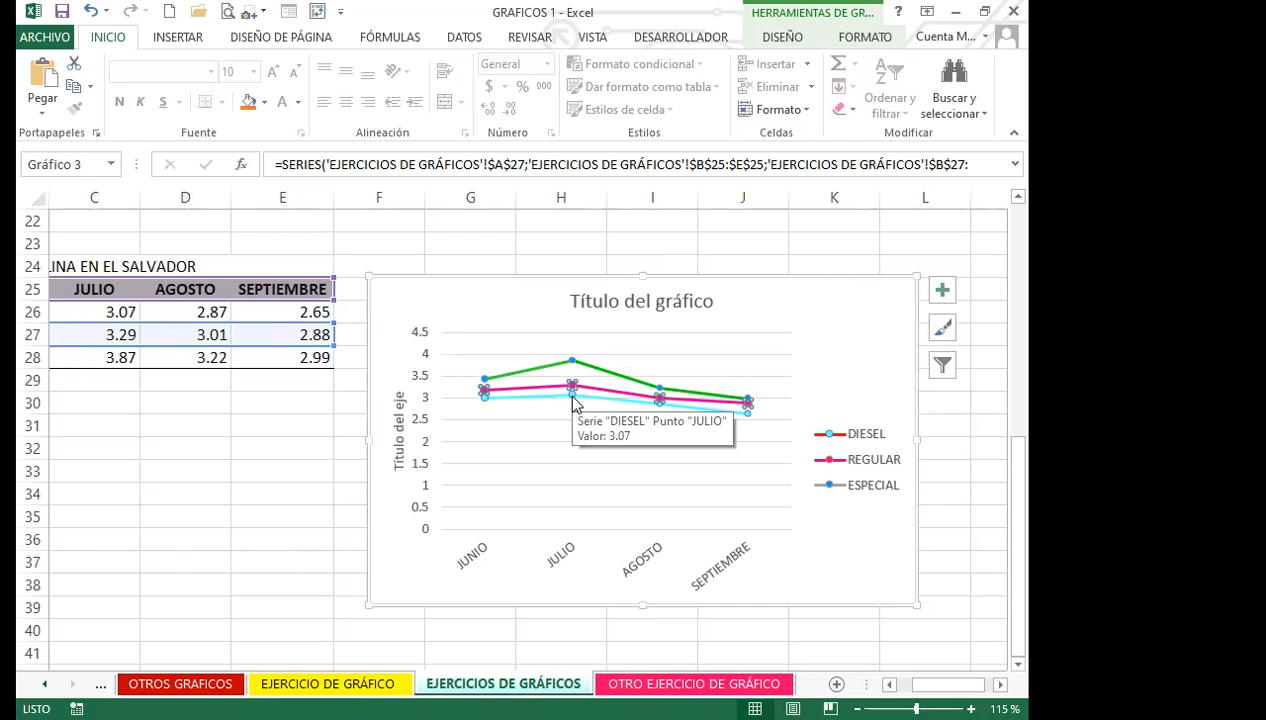 GRAFICOS 1 - Excel
HERRAMIENTAS DE GR...
?
ARCHIVO INICIO INSERTAR DISEÑO DE PÁGINA FÓRMULAS DATOS REVISAR VISTA DESARROLLADOR DISEÑO FORMATO Cuenta M...
Pegar
Portapapeles
10
N K S
Fuente
Alineación
General
$ % 000
Número
Formato condicional
Dar formato como tabla
Estilos de celda
Estilos
Insertar
Eliminar
Formato
Celdas
Ordenar y filtrar
Buscar y seleccionar
Modificar
Gráfico 3
fx
=SERIES('EJERCICIOS DE GRÁFICOS'!$A$27;'EJERCICIOS DE GRÁFICOS'!$B$25:$E$25;'EJERCICIOS DE GRÁFICOS'!$B$27:
C D E F G H I J K L
22
23
24 LINA EN EL SALVADOR
25 JULIO AGOSTO SEPTIEMBRE
26 3.07 2.87 2.65
27 3.29 3.01 2.88
28 3.87 3.22 2.99
29
30
31
32
33
34
35
36
37
38
39
40
41
Título del gráfico
Título del eje
4.5
4
3.5
3
2.5
2
1.5
1
0.5
0
JUNIO JULIO AGOSTO SEPTIEMBRE
Serie "DIESEL" Punto "JULIO"
Valor: 3.07
DIESEL
REGULAR
ESPECIAL
... OTROS GRAFICOS EJERCICIO DE GRÁFICO EJERCICIOS DE GRÁFICOS OTRO EJERCICIO DE GRÁFICO
LISTO
115 %